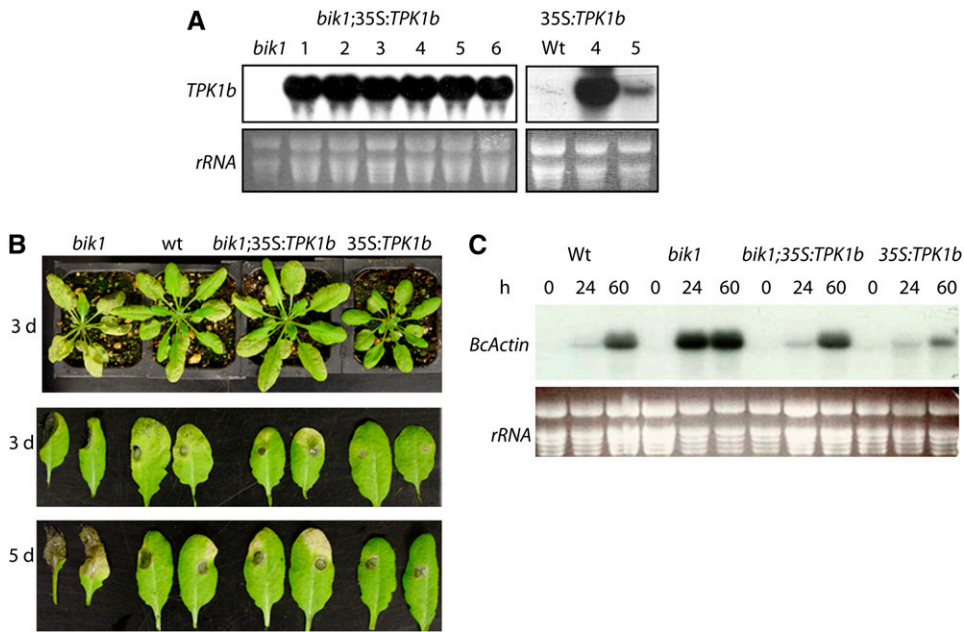 A
bik1;35S:TPK1b 35S:TPK1b
bik1 1 2 3 4 5 6 Wt 4 5
TPK1b
rRNA
B
bik1 wt bik1;35S:TPK1b 35S:TPK1b
3 d
3 d
5 d
C
Wt bik1 bik1;35S:TPK1b 35S:TPK1b
h 0 24 60 0 24 60 0 24 60 0 24 60
BcActin
rRNA